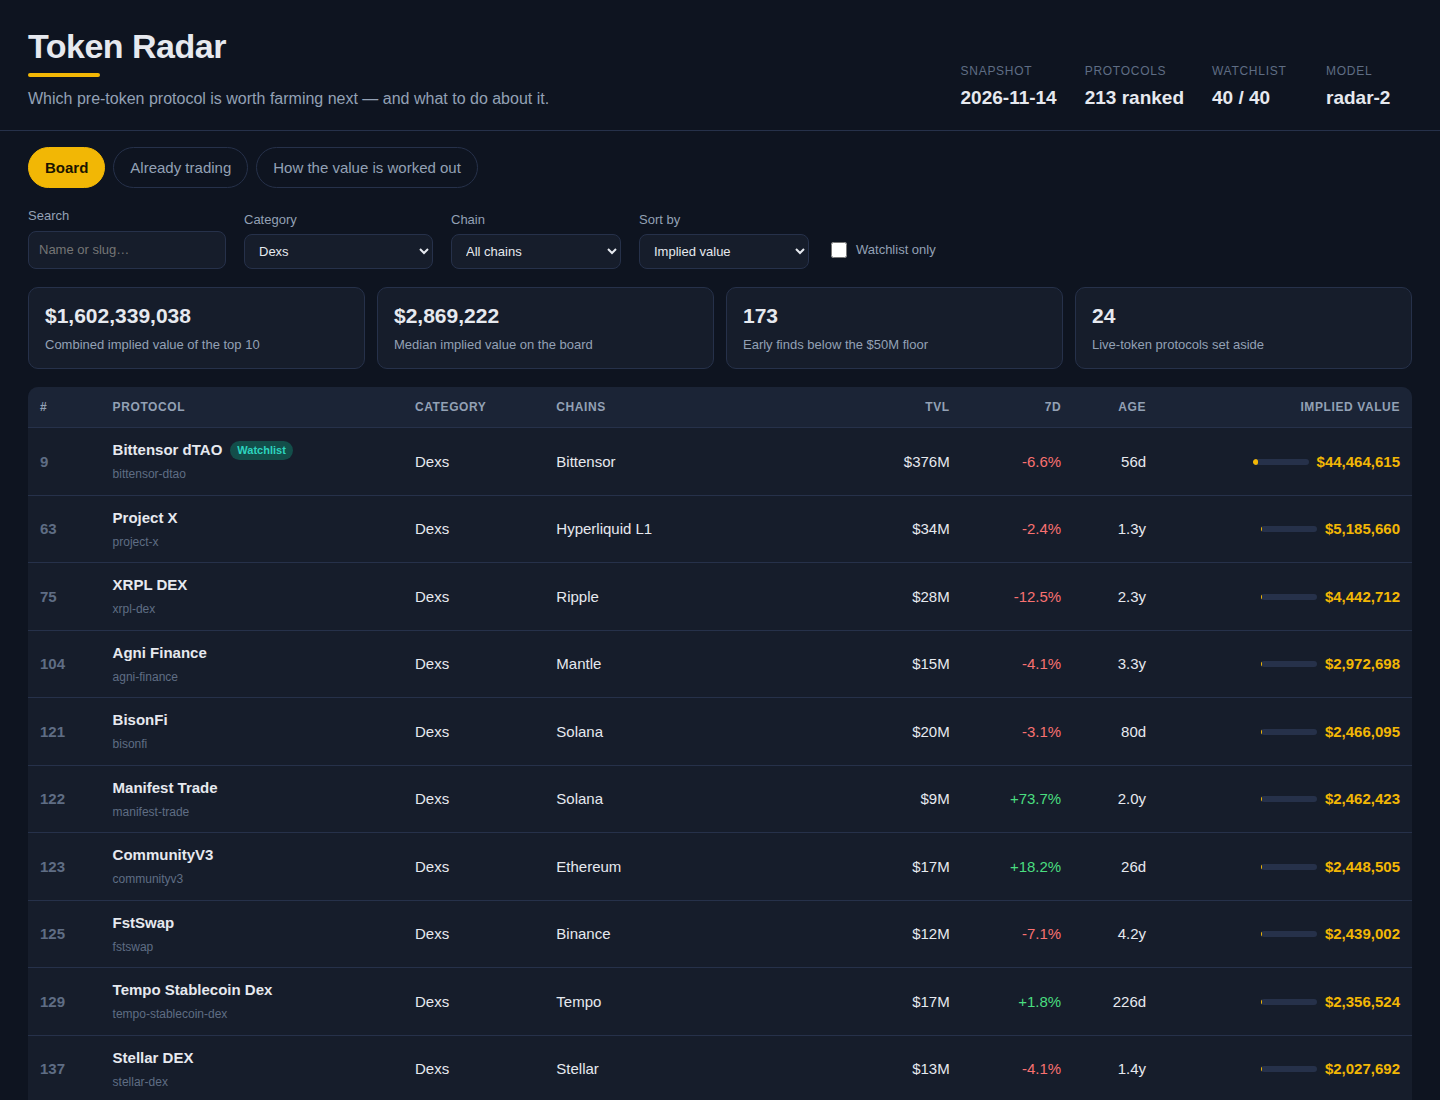 Token Radar
Which pre-token protocol is worth farming next — and what to do about it.
SNAPSHOT PROTOCOLS WATCHLIST MODEL
2026-11-14 213 ranked 40 / 40 radar-2
Board Already trading How the value is worked out
Search Category Chain Sort by
Name or slug… Dexs All chains Implied value Watchlist only
$1,602,339,038 $2,869,222 173 24
Combined implied value of the top 10 Median implied value on the board Early finds below the $50M floor Live-token protocols set aside
# PROTOCOL CATEGORY CHAINS TVL 7D AGE IMPLIED VALUE
9 Bittensor dTAO Watchlist Dexs Bittensor $376M -6.6% 56d $44,464,615
bittensor-dtao
63 Project X Dexs Hyperliquid L1 $34M -2.4% 1.3y $5,185,660
project-x
75 XRPL DEX Dexs Ripple $28M -12.5% 2.3y $4,442,712
xrpl-dex
104 Agni Finance Dexs Mantle $15M -4.1% 3.3y $2,972,698
agni-finance
121 BisonFi Dexs Solana $20M -3.1% 80d $2,466,095
bisonfi
122 Manifest Trade Dexs Solana $9M +73.7% 2.0y $2,462,423
manifest-trade
123 CommunityV3 Dexs Ethereum $17M +18.2% 26d $2,448,505
communityv3
125 FstSwap Dexs Binance $12M -7.1% 4.2y $2,439,002
fstswap
129 Tempo Stablecoin Dex Dexs Tempo $17M +1.8% 226d $2,356,524
tempo-stablecoin-dex
137 Stellar DEX Dexs Stellar $13M -4.1% 1.4y $2,027,692
stellar-dex